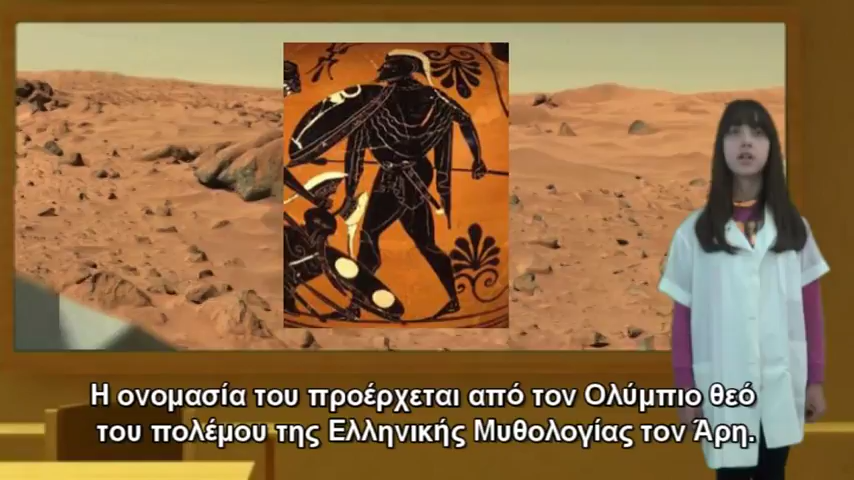 Η ονομασία του προέρχεται από τον Ολύμπιο θεό
του πολέμου της Ελληνικής Μυθολογίας τον Άρη.